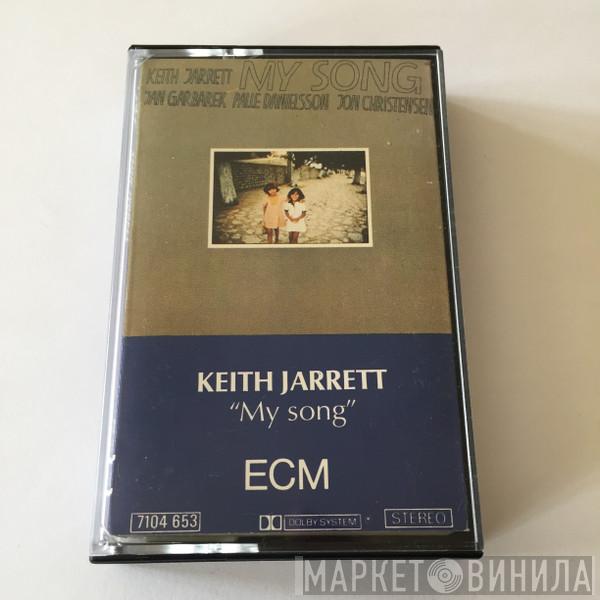 KEITH JARRETT MY SONG
JAN GARBAREK PALLE DANIELSSON JON CHRISTENSEN
KEITH JARRETT
“My song”
ECM
7104 653
DOLBY SYSTEM
STEREO
МАРКЕТ ВИНИЛА